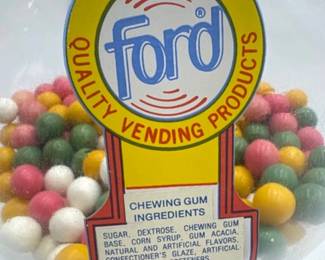 ford®
QUALITY VENDING PRODUCTS
CHEWING GUM
INGREDIENTS
SUGAR, DEXTROSE, CHEWING GUM
BASE, CORN SYRUP, GUM ACACIA,
NATURAL AND ARTIFICIAL FLAVORS,
CONFECTIONER'S GLAZE, ARTIFICIAL